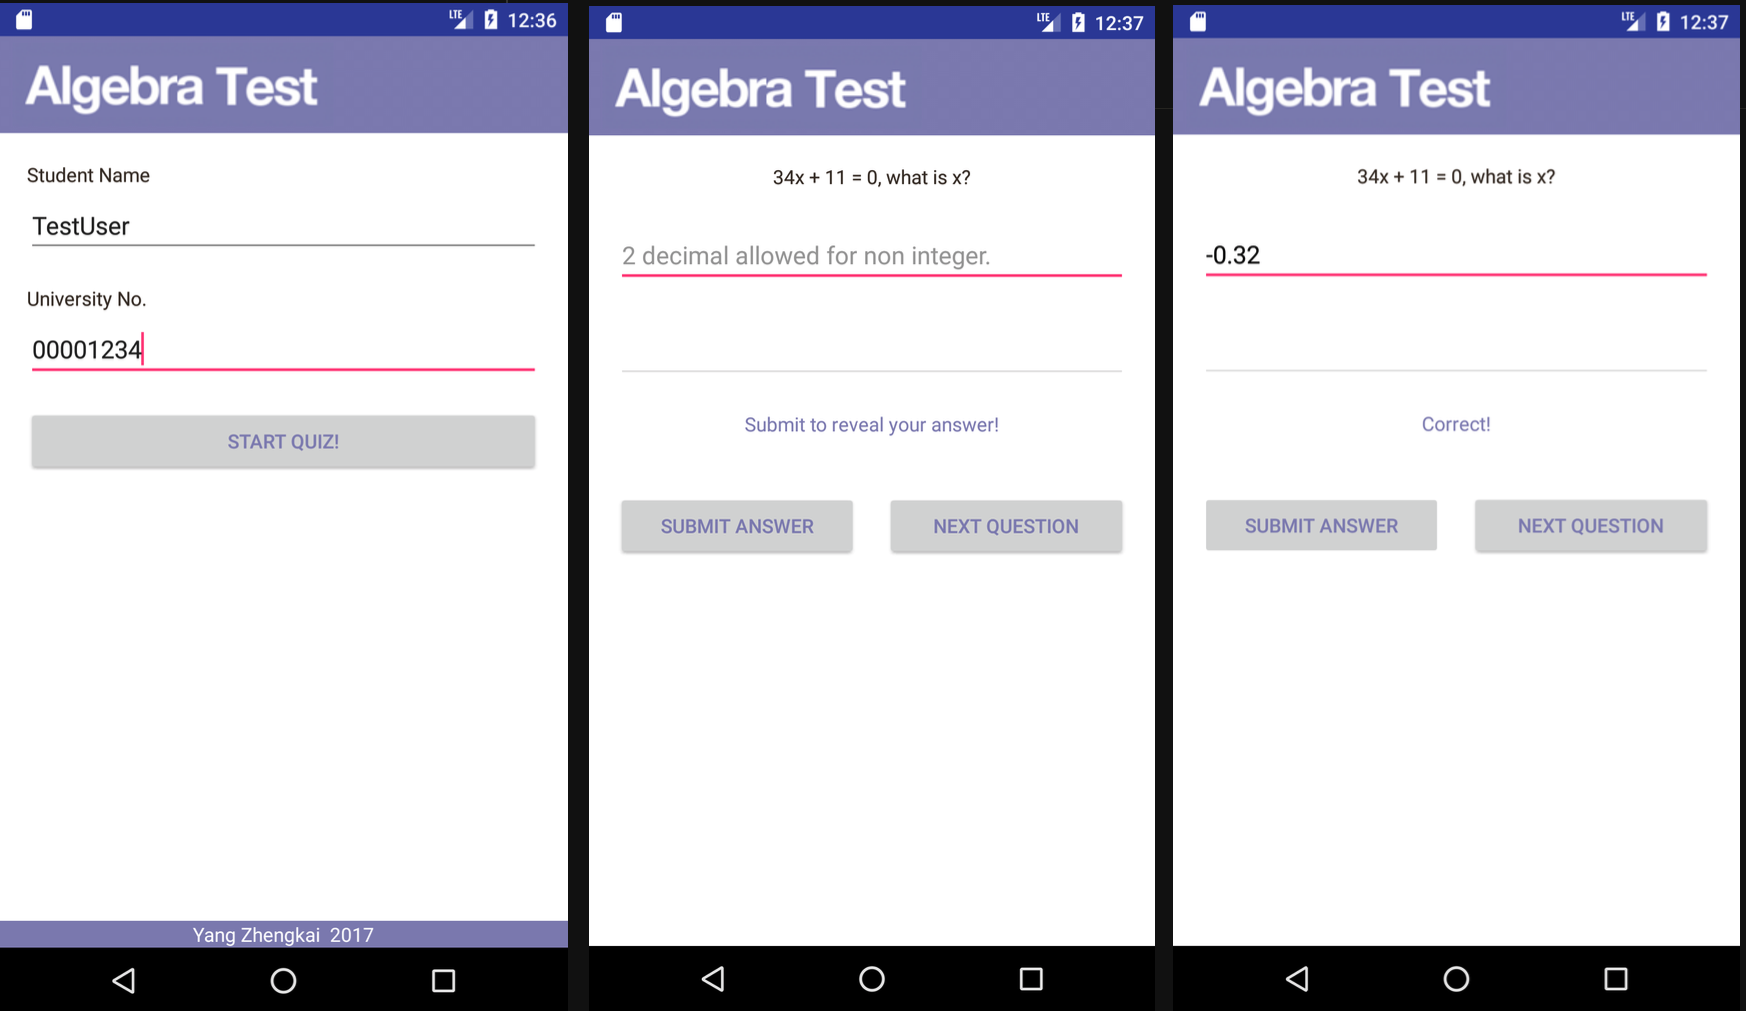 LTE 12:36
Algebra Test
Student Name
TestUser
University No.
00001234
START QUIZ!
Yang Zhengkai 2017
LTE 12:37
Algebra Test
34x + 11 = 0, what is x?
2 decimal allowed for non integer.
Submit to reveal your answer!
SUBMIT ANSWER NEXT QUESTION
LTE 12:37
Algebra Test
34x + 11 = 0, what is x?
-0.32
Correct!
SUBMIT ANSWER NEXT QUESTION